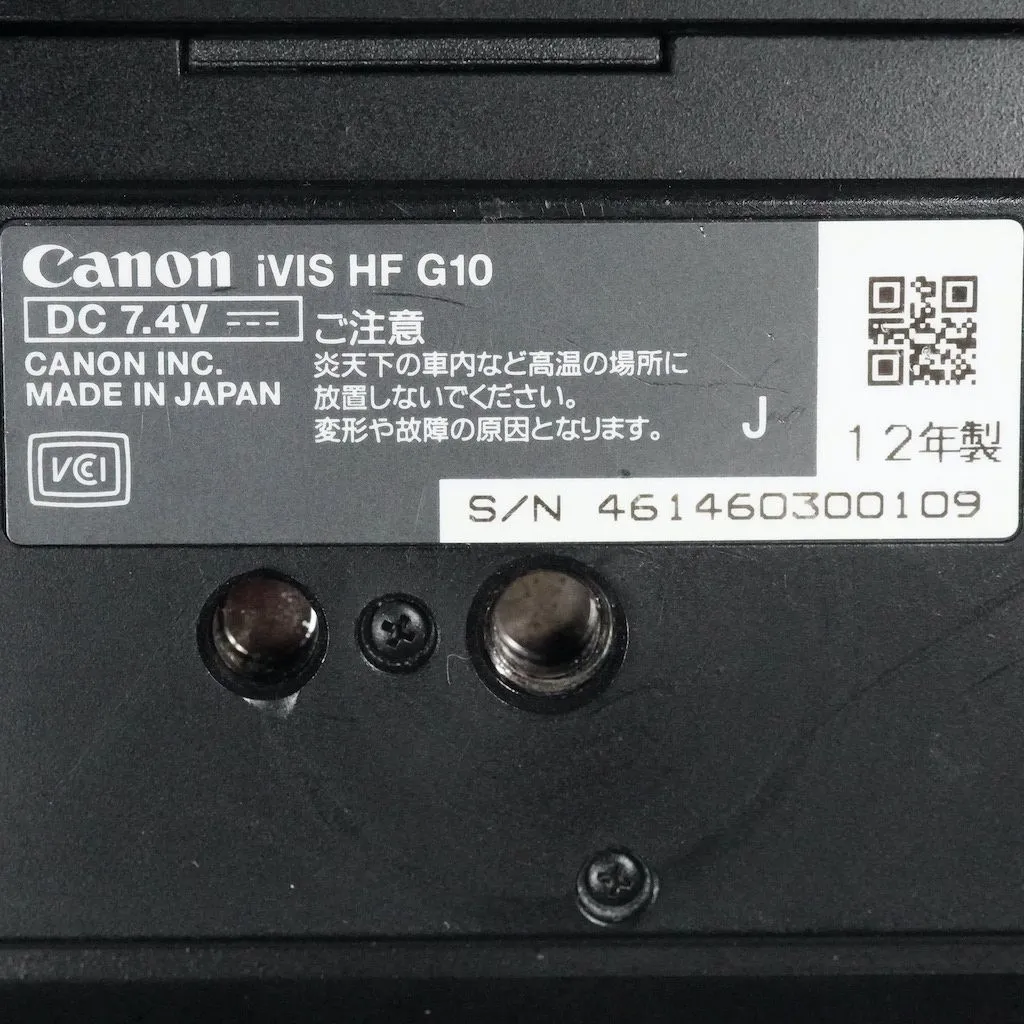 Canon iVIS HF G10
DC 7.4V
CANON INC.
MADE IN JAPAN
VCI
ご注意
炎天下の車内など高温の場所に
放置しないでください。
変形や故障の原因となります。
J
12年製
S/N 461460300109